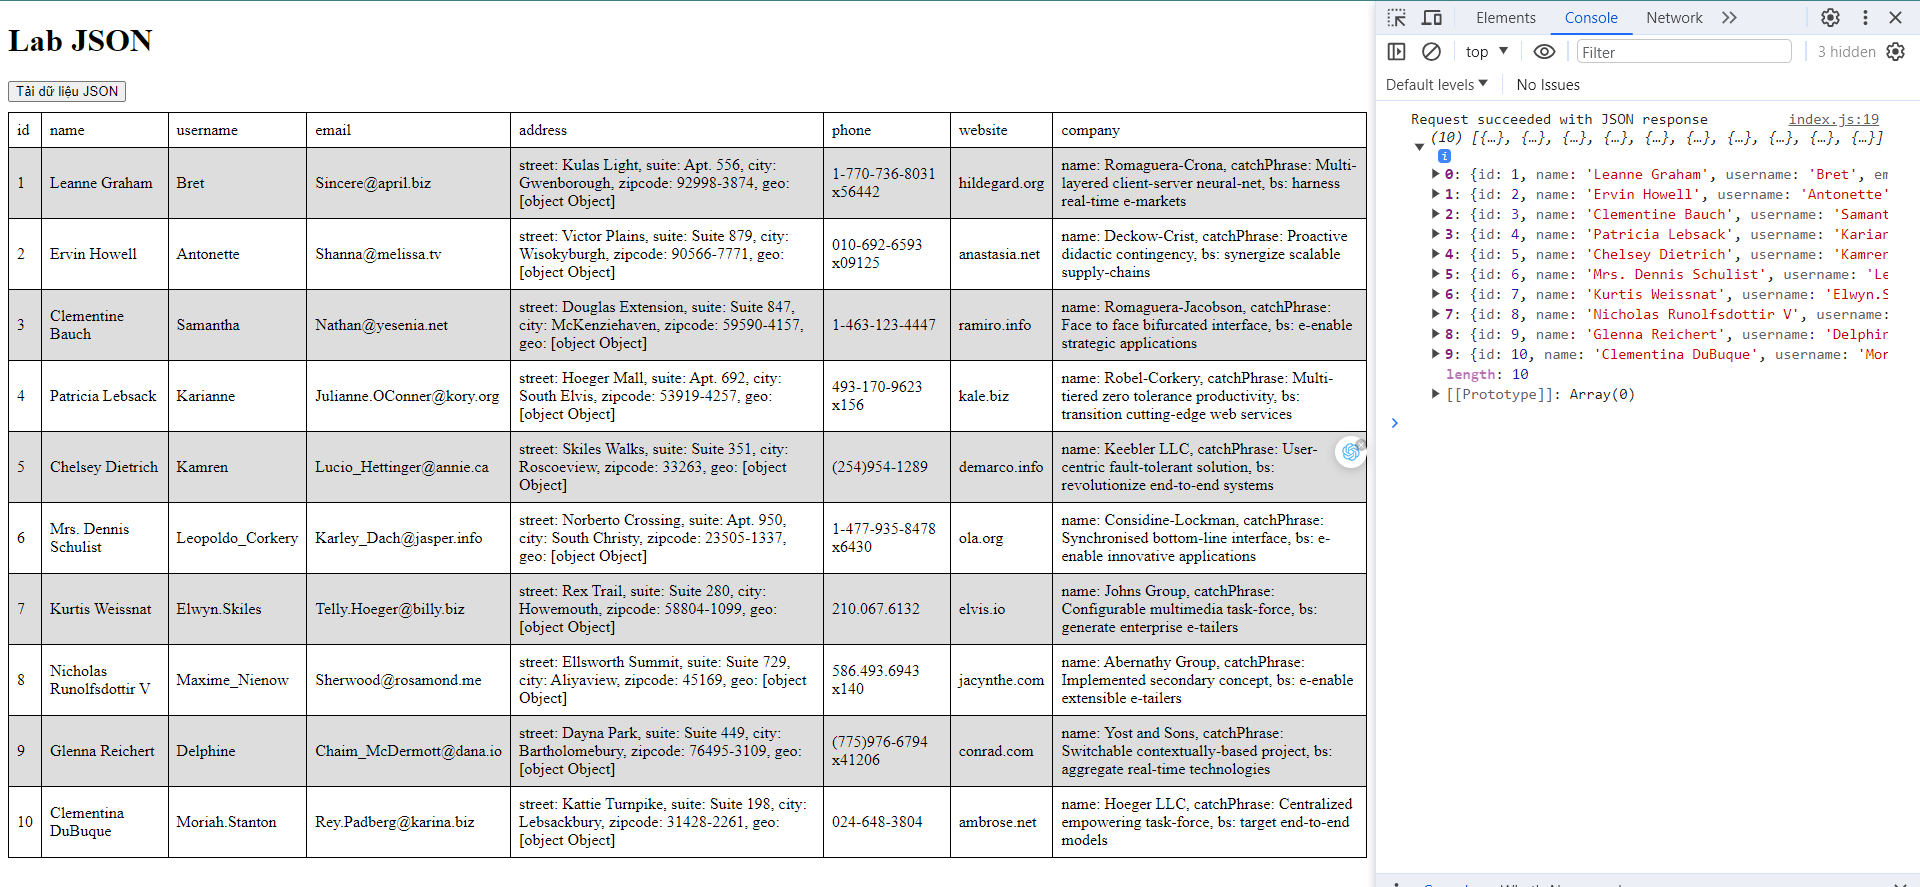 Lab JSON
Tải dữ liệu JSON
id name username email address phone website company
1 Leanne Graham Bret Sincere@april.biz street: Kulas Light, suite: Apt. 556, city: Gwenborough, zipcode: 92998-3874, geo: [object Object] 1-770-736-8031 x56442 hildegard.org name: Romaguera-Crona, catchPhrase: Multi-layered client-server neural-net, bs: harness real-time e-markets
2 Ervin Howell Antonette Shanna@melissa.tv street: Victor Plains, suite: Suite 879, city: Wisokyburgh, zipcode: 90566-7771, geo: [object Object] 010-692-6593 x09125 anastasia.net name: Deckow-Crist, catchPhrase: Proactive didactic contingency, bs: synergize scalable supply-chains
3 Clementine Bauch Samantha Nathan@yesenia.net street: Douglas Extension, suite: Suite 847, city: McKenziehaven, zipcode: 59590-4157, geo: [object Object] 1-463-123-4447 ramiro.info name: Romaguera-Jacobson, catchPhrase: Face to face bifurcated interface, bs: e-enable strategic applications
4 Patricia Lebsack Karianne Julianne.OConner@kory.org street: Hoeger Mall, suite: Apt. 692, city: South Elvis, zipcode: 53919-4257, geo: [object Object] 493-170-9623 x156 kale.biz name: Robel-Corkery, catchPhrase: Multi-tiered zero tolerance productivity, bs: transition cutting-edge web services
5 Chelsey Dietrich Kamren Lucio_Hettinger@annie.ca street: Skiles Walks, suite: Suite 351, city: Roscoeview, zipcode: 33263, geo: [object Object] (254)954-1289 demarco.info name: Keebler LLC, catchPhrase: User-centric fault-tolerant solution, bs: revolutionize end-to-end systems
6 Mrs. Dennis Schulist Leopoldo_Corkery Karley_Dach@jasper.info street: Norberto Crossing, suite: Apt. 950, city: South Christy, zipcode: 23505-1337, geo: [object Object] 1-477-935-8478 x6430 ola.org name: Considine-Lockman, catchPhrase: Synchronised bottom-line interface, bs: e-enable innovative applications
7 Kurtis Weissnat Elwyn.Skiles Telly.Hoeger@billy.biz street: Rex Trail, suite: Suite 280, city: Howemouth, zipcode: 58804-1099, geo: [object Object] 210.067.6132 elvis.io name: Johns Group, catchPhrase: Configurable multimedia task-force, bs: generate enterprise e-tailers
8 Nicholas Runolfsdottir V Maxime_Nienow Sherwood@rosamond.me street: Ellsworth Summit, suite: Suite 729, city: Aliyaview, zipcode: 45169, geo: [object Object] 586.493.6943 x140 jacynthe.com name: Abernathy Group, catchPhrase: Implemented secondary concept, bs: e-enable extensible e-tailers
9 Glenna Reichert Delphine Chaim_McDermott@dana.io street: Dayna Park, suite: Suite 449, city: Bartholomebury, zipcode: 76495-3109, geo: [object Object] (775)976-6794 x41206 conrad.com name: Yost and Sons, catchPhrase: Switchable contextually-based project, bs: aggregate real-time technologies
10 Clementina DuBuque Moriah.Stanton Rey.Padberg@karina.biz street: Kattie Turnpike, suite: Suite 198, city: Lebsackbury, zipcode: 31428-2261, geo: [object Object] 024-648-3804 ambrose.net name: Hoeger LLC, catchPhrase: Centralized empowering task-force, bs: target end-to-end models
Elements Console Network
top Filter 3 hidden
Default levels No Issues
Request succeeded with JSON response index.js:19
(10) [{…}, {…}, {…}, {…}, {…}, {…}, {…}, {…}, {…}, {…}]
0: {id: 1, name: 'Leanne Graham', username: 'Bret', em
1: {id: 2, name: 'Ervin Howell', username: 'Antonette'
2: {id: 3, name: 'Clementine Bauch', username: 'Samant
3: {id: 4, name: 'Patricia Lebsack', username: 'Karian
4: {id: 5, name: 'Chelsey Dietrich', username: 'Kamren
5: {id: 6, name: 'Mrs. Dennis Schulist', username: 'Le
6: {id: 7, name: 'Kurtis Weissnat', username: 'Elwyn.S
7: {id: 8, name: 'Nicholas Runolfsdottir V', username:
8: {id: 9, name: 'Glenna Reichert', username: 'Delphin
9: {id: 10, name: 'Clementina DuBuque', username: 'Mor
length: 10
[[Prototype]]: Array(0)